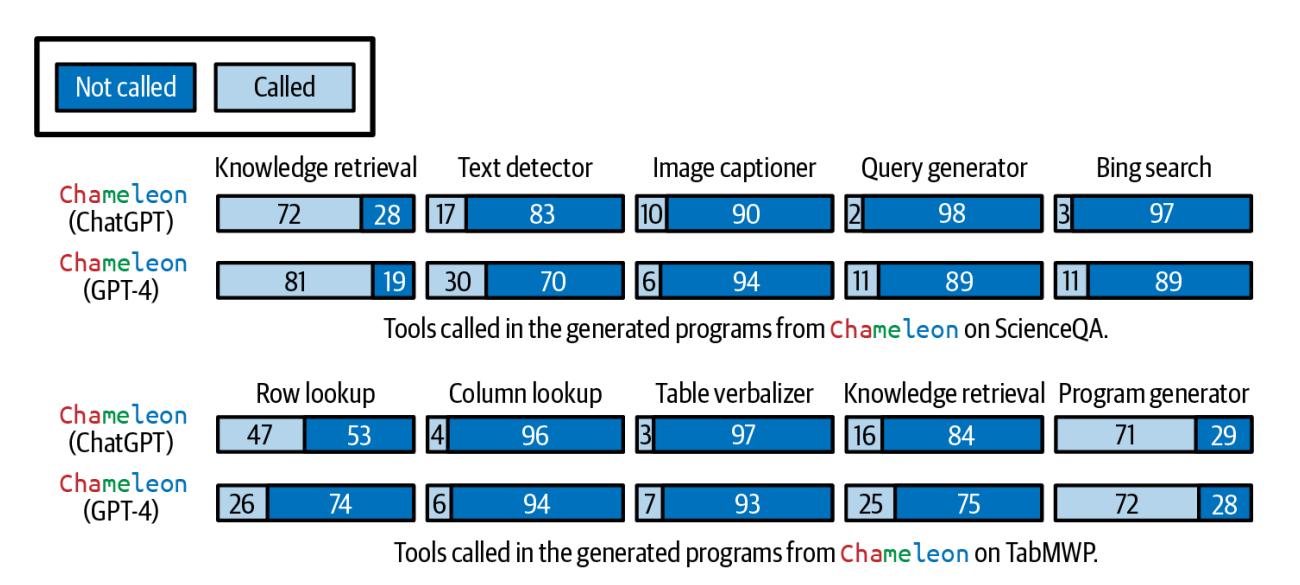 Not called Called
Knowledge retrieval Text detector Image captioner Query generator Bing search
Chameleon
(ChatGPT)
72 28 17 83 10 90 2 98 3 97
Chameleon
(GPT-4)
81 19 30 70 6 94 11 89 11 89
Tools called in the generated programs from Chameleon on ScienceQA.
Row lookup Column lookup Table verbalizer Knowledge retrieval Program generator
Chameleon
(ChatGPT)
47 53 4 96 3 97 16 84 71 29
Chameleon
(GPT-4)
26 74 6 94 7 93 25 75 72 28
Tools called in the generated programs from Chameleon on TabMWP.